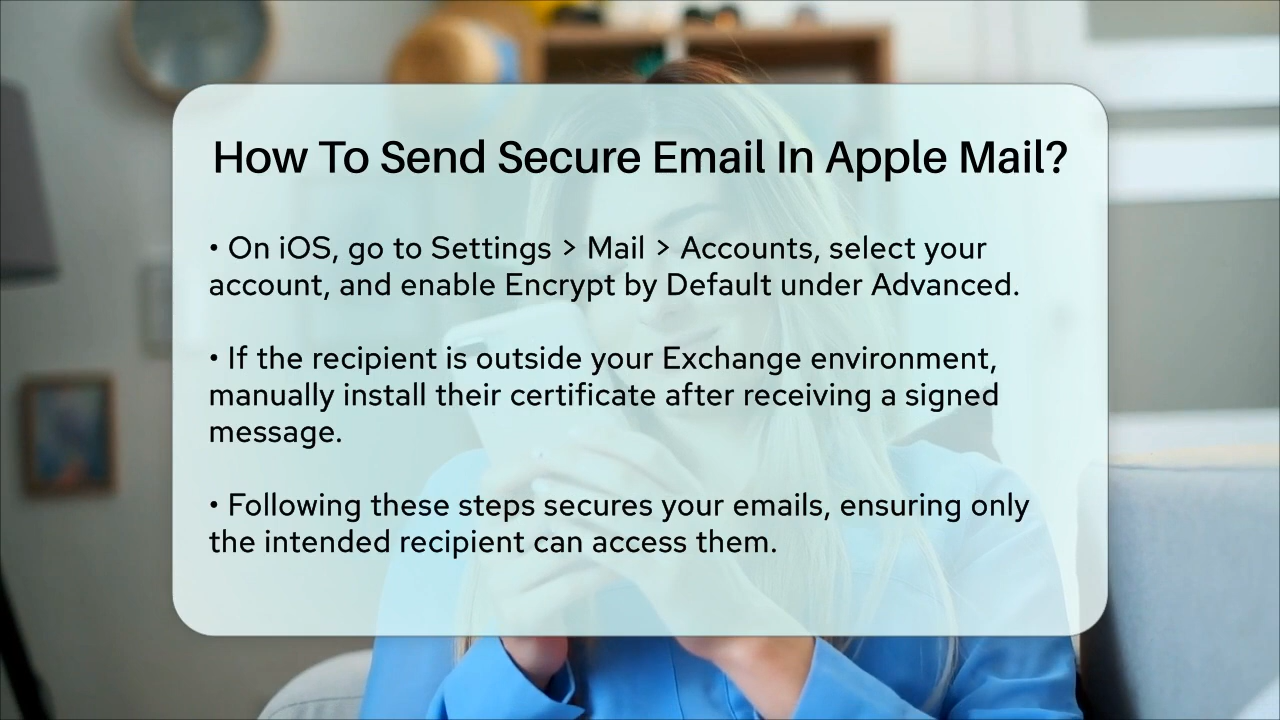 How To Send Secure Email In Apple Mail?
• On iOS, go to Settings > Mail > Accounts, select your
account, and enable Encrypt by Default under Advanced.
• If the recipient is outside your Exchange environment,
manually install their certificate after receiving a signed
message.
• Following these steps secures your emails, ensuring only
the intended recipient can access them.